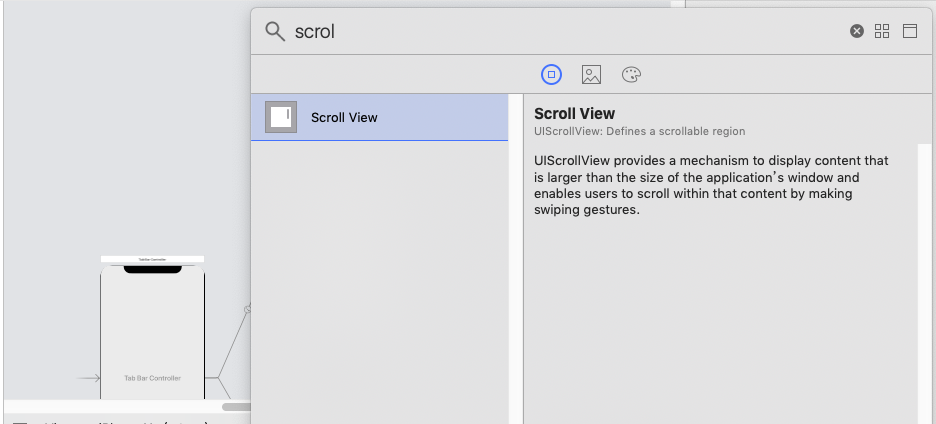 scrol
Scroll View
Scroll View
UIScrollView: Defines a scrollable region
UIScrollView provides a mechanism to display content that
is larger than the size of the application’s window and
enables users to scroll within that content by making
swiping gestures.
Tab Bar Controller
Tab Bar Controller